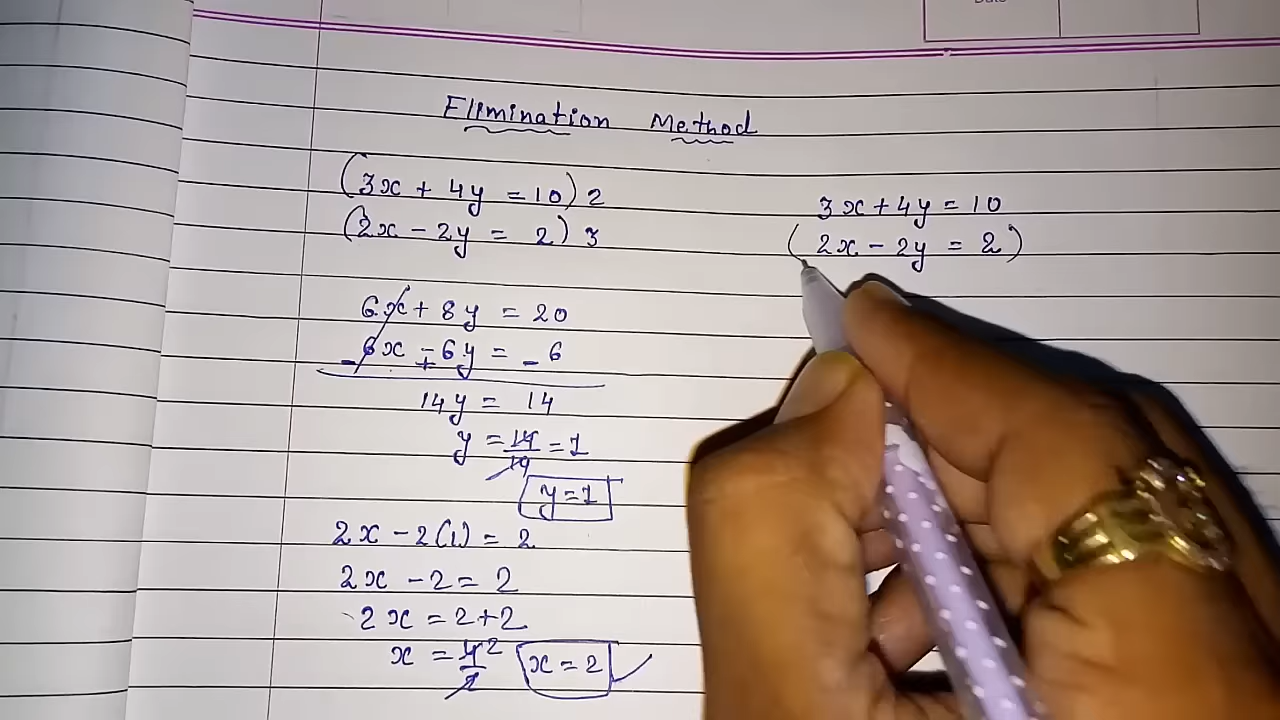 Elimination Method
(3x + 4y = 10) 2
(2x - 2y = 2) 3
6x + 8y = 20
- 6x -+ 6y = - 6
14y = 14
y = 14/14 = 1
y = 1
2x - 2(1) = 2
2x - 2 = 2
2x = 2+2
x = 4/2 2
x = 2 ✓
3x + 4y = 10
(2x - 2y = 2)